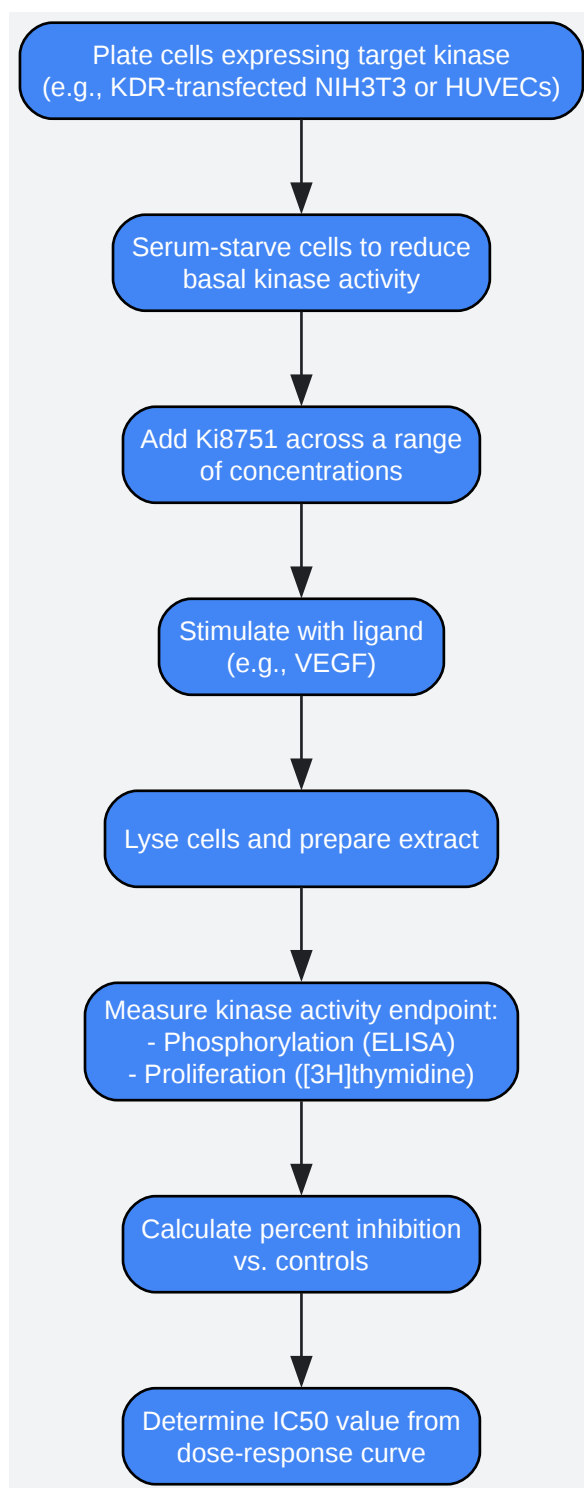 Plate cells expressing target kinase
(e.g., KDR-transfected NIH3T3 or HUVECs)
Serum-starve cells to reduce
basal kinase activity
Add Ki8751 across a range
of concentrations
Stimulate with ligand
(e.g., VEGF)
Lyse cells and prepare extract
Measure kinase activity endpoint:
- Phosphorylation (ELISA)
- Proliferation ([3H]thymidine)
Calculate percent inhibition
vs. controls
Determine IC50 value from
dose-response curve